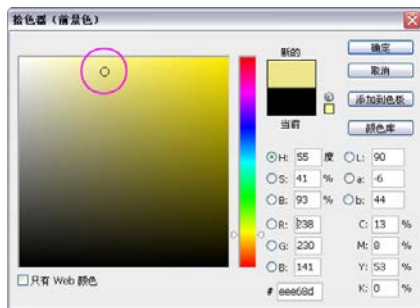 拾色器（前景色）
新的
确定
取消
添加到色板
当前
颜色库
H: 55 度 L: 90
S: 41 % a: -6
B: 93 % b: 44
R: 238 C: 13 %
G: 230 M: 8 %
B: 141 Y: 53 %
只有 Web 颜色
# eee68d K: 0 %